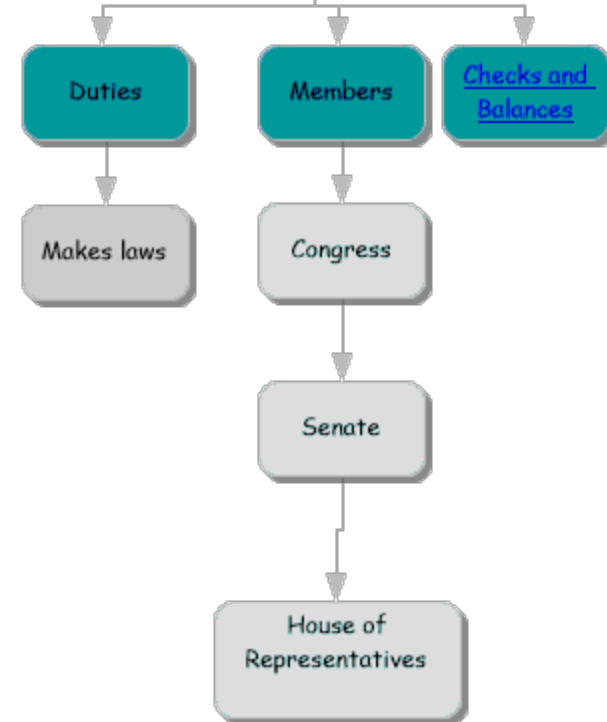 Duties
Members
Checks and
Balances
Makes laws
Congress
Senate
House of
Representatives